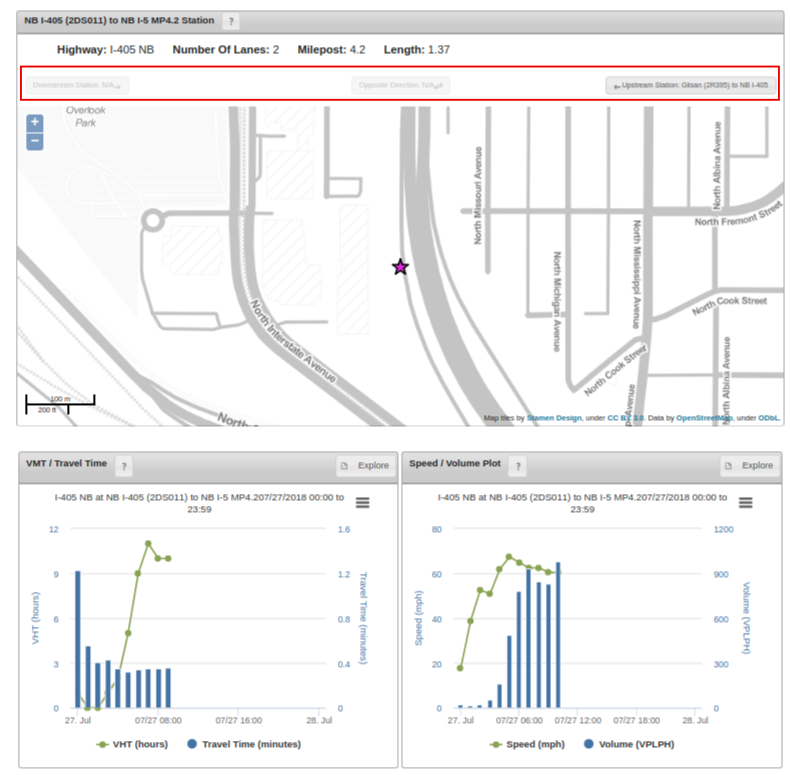 NB I-405 (2DS011) to NB I-5 MP4.2 Station ?
Highway: I-405 NB Number Of Lanes: 2 Milepost: 4.2 Length: 1.37
Downstream Station: N/A Opposite Direction: N/A Upstream Station: Glisan (2R395) to NB I-405
Overlook
Park
+
−
North Missouri Avenue
North Albina Avenue
North Fremont Street
North Michigan Avenue
North Mississippi Avenue
North Cook Street
North Interstate Avenue
North Cook Street
North Albina Avenue
100 m
200 ft
Map tiles by Stamen Design, under CC BY 3.0. Data by OpenStreetMap, under ODbL.
VMT / Travel Time ? Explore
I-405 NB at NB I-405 (2DS011) to NB I-5 MP4.207/27/2018 00:00 to
23:59
VHT (hours)
12
9
6
3
0
Travel Time (minutes)
1.6
1.2
0.8
0.4
0
27. Jul 07/27 08:00 07/27 16:00 28. Jul
VHT (hours) Travel Time (minutes)
Speed / Volume Plot ? Explore
I-405 NB at NB I-405 (2DS011) to NB I-5 MP4.207/27/2018 00:00 to
23:59
Speed (mph)
80
60
40
20
0
Volume (VPLPH)
1200
900
600
300
0
27. Jul 07/27 06:00 07/27 12:00 07/27 18:00 28. Jul
Speed (mph) Volume (VPLPH)